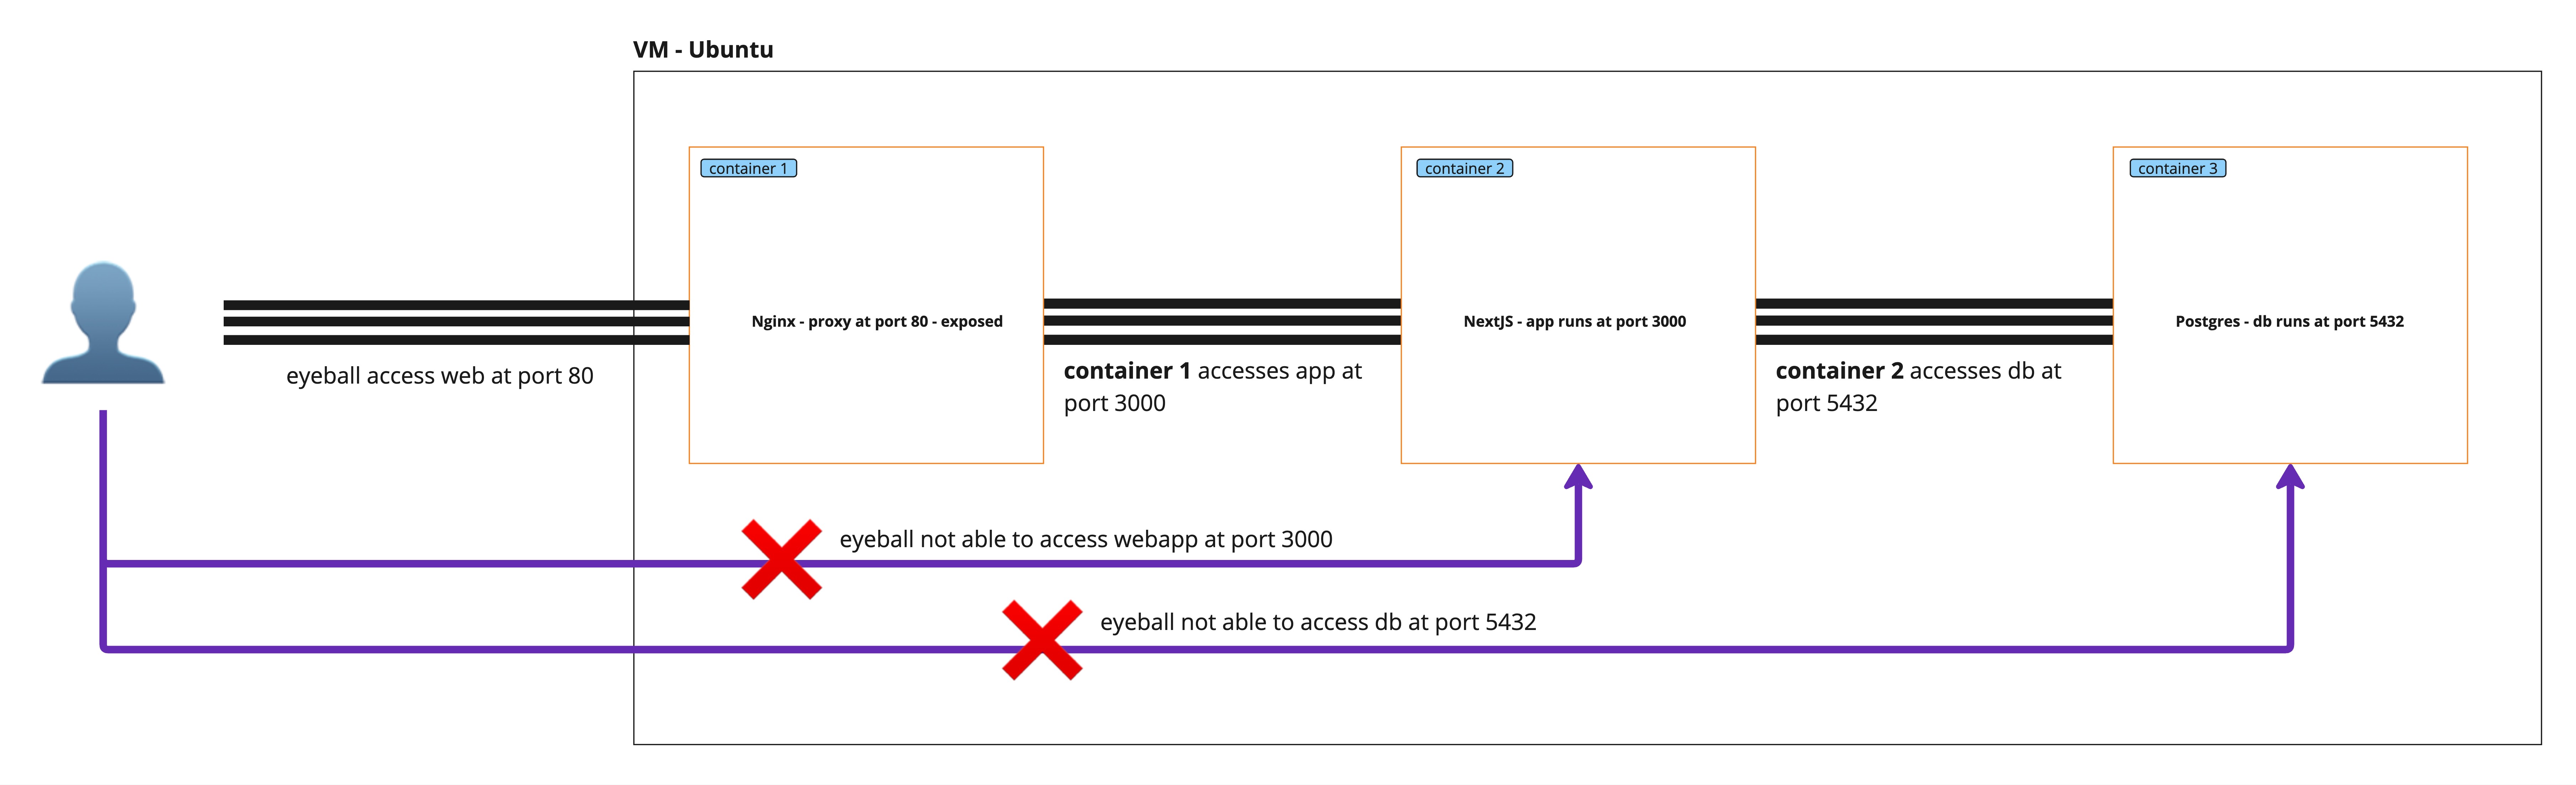 VM - Ubuntu
container 1
container 2
container 3
Nginx - proxy at port 80 - exposed
NextJS - app runs at port 3000
Postgres - db runs at port 5432
eyeball access web at port 80
container 1 accesses app at
port 3000
container 2 accesses db at
port 5432
eyeball not able to access webapp at port 3000
eyeball not able to access db at port 5432